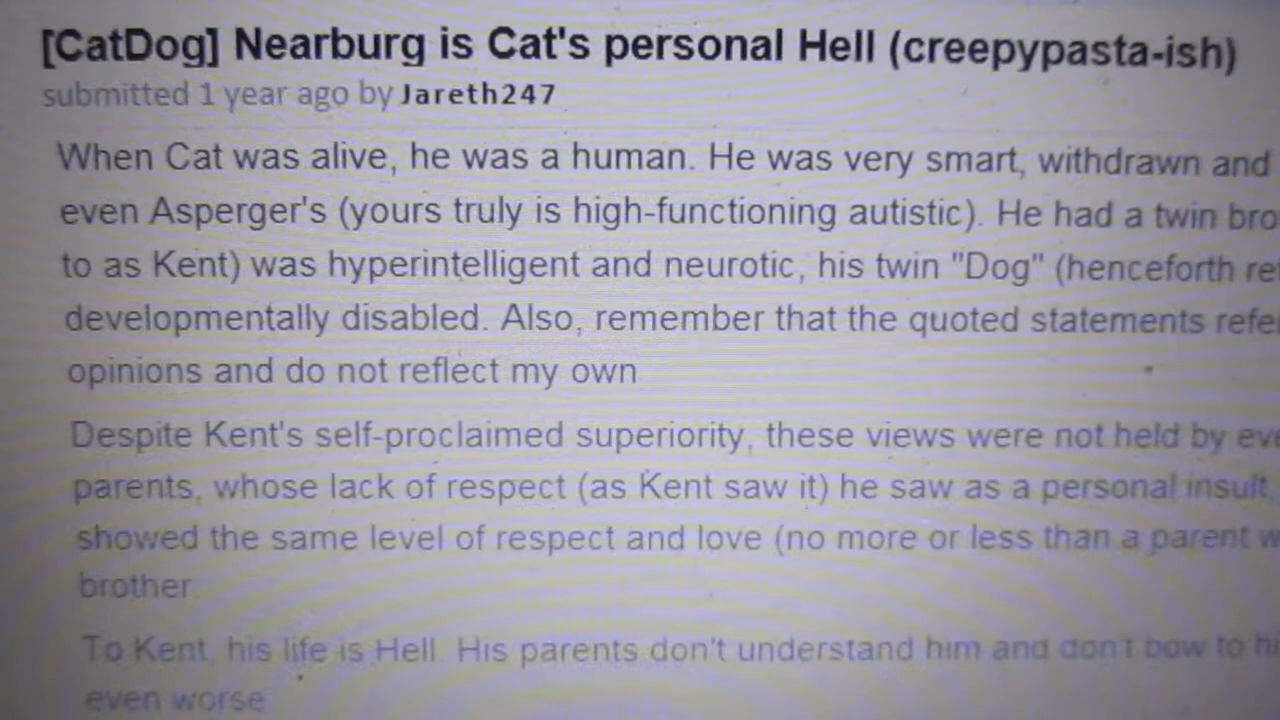 [CatDog] Nearburg is Cat's personal Hell (creepypasta-ish)
submitted 1 year ago by Jareth247
When Cat was alive, he was a human. He was very smart, withdrawn and
even Asperger's (yours truly is high-functioning autistic). He had a twin bro
to as Kent) was hyperintelligent and neurotic, his twin "Dog" (henceforth ref
developmentally disabled. Also, remember that the quoted statements refe
opinions and do not reflect my own.
Despite Kent's self-proclaimed superiority, these views were not held by eve
parents, whose lack of respect (as Kent saw it) he saw as a personal insult,
showed the same level of respect and love (no more or less than a parent w
brother.
To Kent, his life is Hell. His parents don't understand him and don't bow to hi
even worse